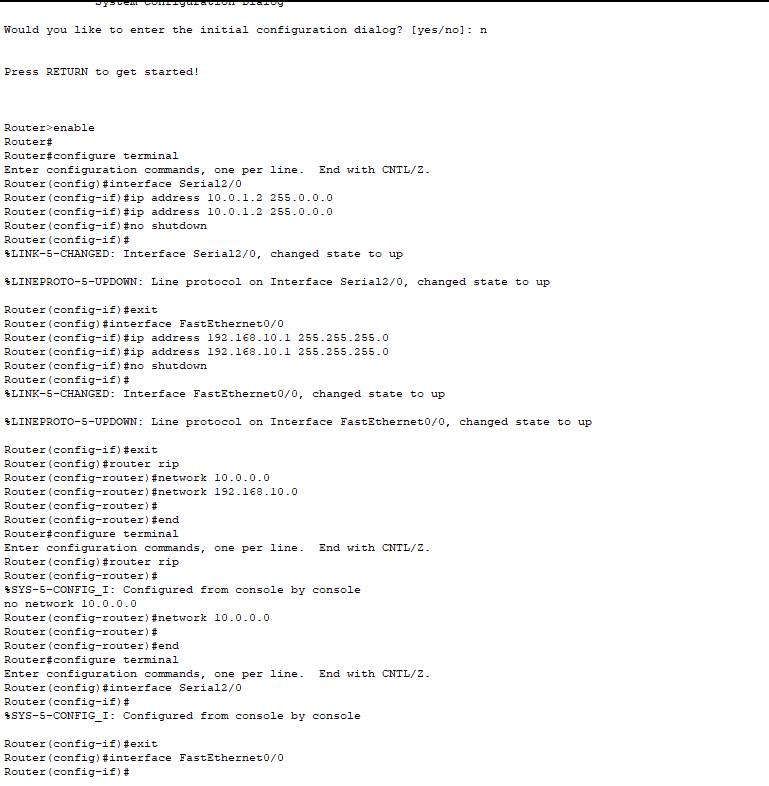 System Configuration Dialog
Would you like to enter the initial configuration dialog? [yes/no]: n
Press RETURN to get started!
Router>enable
Router#
Router#configure terminal
Enter configuration commands, one per line.  End with CNTL/Z.
Router(config)#interface Serial2/0
Router(config-if)#ip address 10.0.1.2 255.0.0.0
Router(config-if)#ip address 10.0.1.2 255.0.0.0
Router(config-if)#no shutdown
Router(config-if)#
%LINK-5-CHANGED: Interface Serial2/0, changed state to up
%LINEPROTO-5-UPDOWN: Line protocol on Interface Serial2/0, changed state to up
Router(config-if)#exit
Router(config)#interface FastEthernet0/0
Router(config-if)#ip address 192.168.10.1 255.255.255.0
Router(config-if)#ip address 192.168.10.1 255.255.255.0
Router(config-if)#no shutdown
Router(config-if)#
%LINK-5-CHANGED: Interface FastEthernet0/0, changed state to up
%LINEPROTO-5-UPDOWN: Line protocol on Interface FastEthernet0/0, changed state to up
Router(config-if)#exit
Router(config)#router rip
Router(config-router)#network 10.0.0.0
Router(config-router)#network 192.168.10.0
Router(config-router)#
Router(config-router)#end
Router#configure terminal
Enter configuration commands, one per line.  End with CNTL/Z.
Router(config)#router rip
Router(config-router)#
%SYS-5-CONFIG_I: Configured from console by console
no network 10.0.0.0
Router(config-router)#network 10.0.0.0
Router(config-router)#
Router(config-router)#end
Router#configure terminal
Enter configuration commands, one per line.  End with CNTL/Z.
Router(config)#interface Serial2/0
Router(config-if)#
%SYS-5-CONFIG_I: Configured from console by console
Router(config-if)#exit
Router(config)#interface FastEthernet0/0
Router(config-if)#